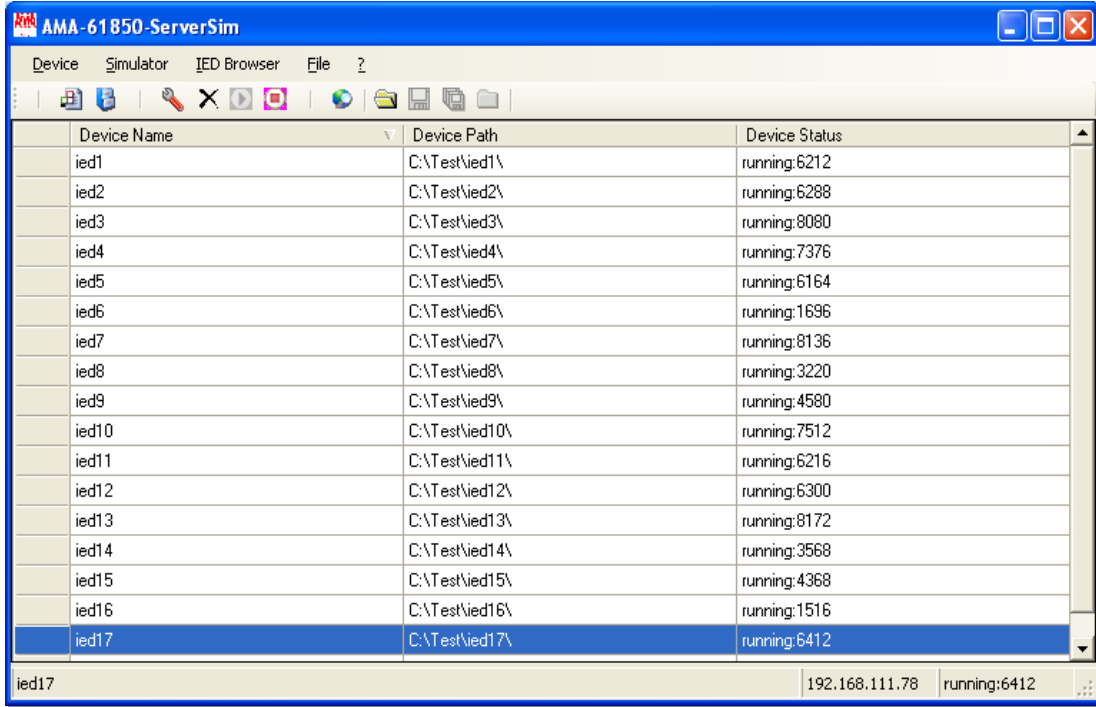 AMA-61850-ServerSim
Device Simulator IED Browser File ?
Device Name Device Path Device Status
ied1 C:\Test\ied1\ running:6212
ied2 C:\Test\ied2\ running:6288
ied3 C:\Test\ied3\ running:8080
ied4 C:\Test\ied4\ running:7376
ied5 C:\Test\ied5\ running:6164
ied6 C:\Test\ied6\ running:1696
ied7 C:\Test\ied7\ running:8136
ied8 C:\Test\ied8\ running:3220
ied9 C:\Test\ied9\ running:4580
ied10 C:\Test\ied10\ running:7512
ied11 C:\Test\ied11\ running:6216
ied12 C:\Test\ied12\ running:6300
ied13 C:\Test\ied13\ running:8172
ied14 C:\Test\ied14\ running:3568
ied15 C:\Test\ied15\ running:4368
ied16 C:\Test\ied16\ running:1516
ied17 C:\Test\ied17\ running:6412
ied17 192.168.111.78 running:6412